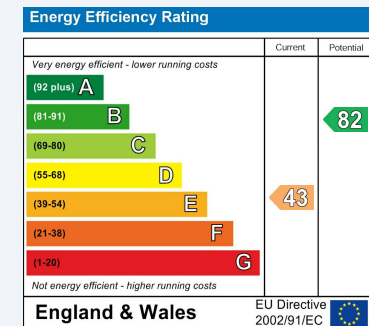 Energy Efficiency Rating
Current Potential
Very energy efficient - lower running costs
(92 plus) A
(81-91) B
82
(69-80) C
(55-68) D
(39-54) E
43
(21-38) F
(1-20) G
Not energy efficient - higher running costs
England & Wales
EU Directive
2002/91/EC